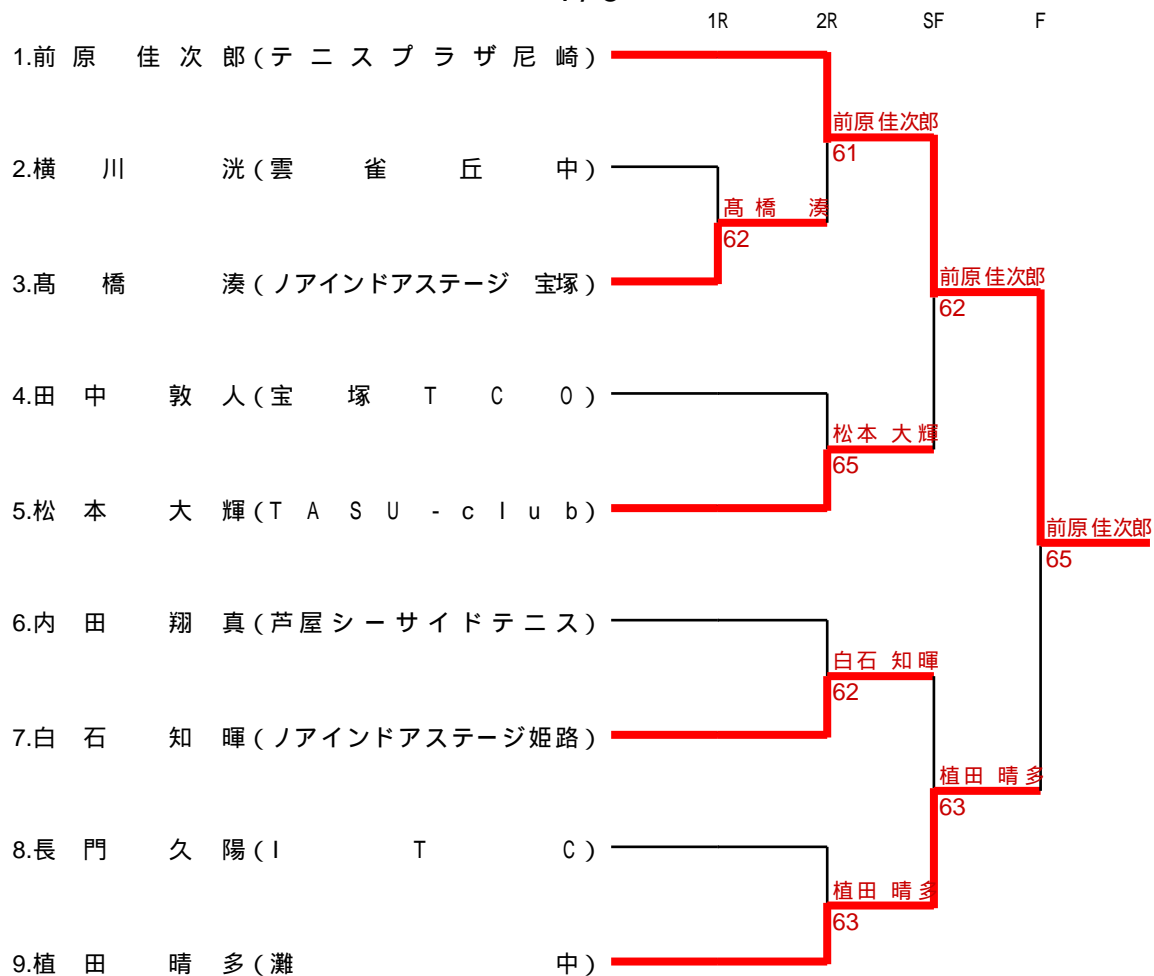 1R 2R SF F
1.前原 佳次郎(テニスプラザ尼崎)
前原 佳次郎
61
2.横川 洸(雲雀丘中)
髙橋 湊
62
3.髙橋 湊(ノアインドアステージ 宝塚)
前原 佳次郎
62
4.田中 敦人(宝塚TCO)
松本 大輝
65
5.松本 大輝(TASU-club)
前原 佳次郎
65
6.内田 翔真(芦屋シーサイドテニス)
白石 知暉
62
7.白石 知暉(ノアインドアステージ姫路)
植田 晴多
63
8.長門 久陽(ITC)
植田 晴多
63
9.植田 晴多(灘中)